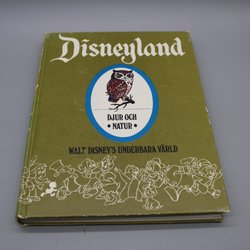 Disneyland
DJUR OCH
• NATUR •
WALT DISNEY'S UNDERBARA VÄRLD